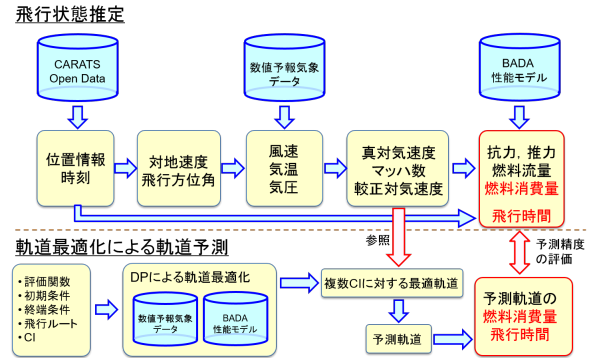 飛行状態推定
CARATS
Open Data
数値予報気象
データ
BADA
性能モデル
位置情報
時刻
対地速度
飛行方位角
風速
気温
気圧
真対気速度
マッハ数
較正対気速度
抗力，推力
燃料流量
燃料消費量
飛行時間
軌道最適化による軌道予測
参照
予測精度
の評価
・評価関数
・初期条件
・終端条件
・飛行ルート
・CI
DPによる軌道最適化
数値予報気象
データ
BADA
性能モデル
複数CIに対する最適軌道
予測軌道
予測軌道の
燃料消費量
飛行時間